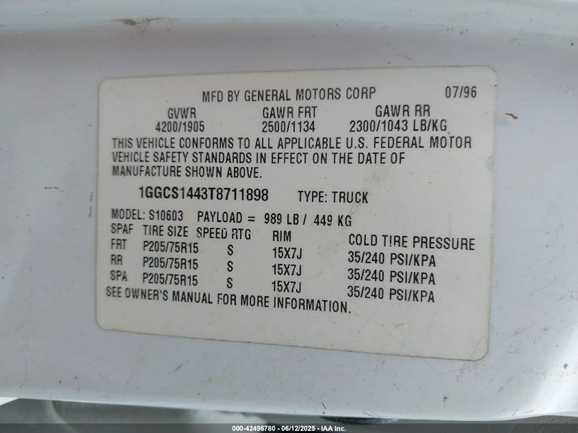 MFD BY GENERAL MOTORS CORP 07/96
GVWR GAWR FRT GAWR RR
4200/1905 2500/1134 2300/1043 LB/KG
THIS VEHICLE CONFORMS TO ALL APPLICABLE U.S. FEDERAL MOTOR
VEHICLE SAFETY STANDARDS IN EFFECT ON THE DATE OF
MANUFACTURE SHOWN ABOVE.
1GGCS1443T8711898 TYPE: TRUCK
MODEL: S10603 PAYLOAD = 989 LB / 449 KG
SPAF TIRE SIZE SPEED RTG RIM COLD TIRE PRESSURE
FRT P205/75R15 S 15X7J 35/240 PSI/KPA
RR P205/75R15 S 15X7J 35/240 PSI/KPA
SPA P205/75R15 S 15X7J 35/240 PSI/KPA
SEE OWNER'S MANUAL FOR MORE INFORMATION.
000-42496780 - 06/12/2025 - IAA, Inc.